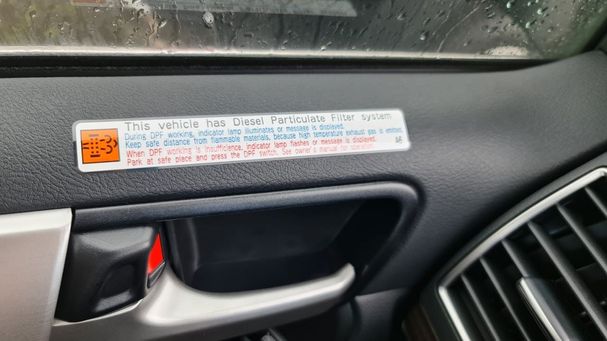 This vehicle has Diesel Particulate Filter system
During DPF working, indicator lamp illuminates or message is displayed.
Keep safe distance from flammable materials, because high temperature exhaust gas is emitted.
When DPF working is insufficience, indicator lamp flashes or message is displayed.
Park at safe place and press the DPF switch. See owner's manual for operation.